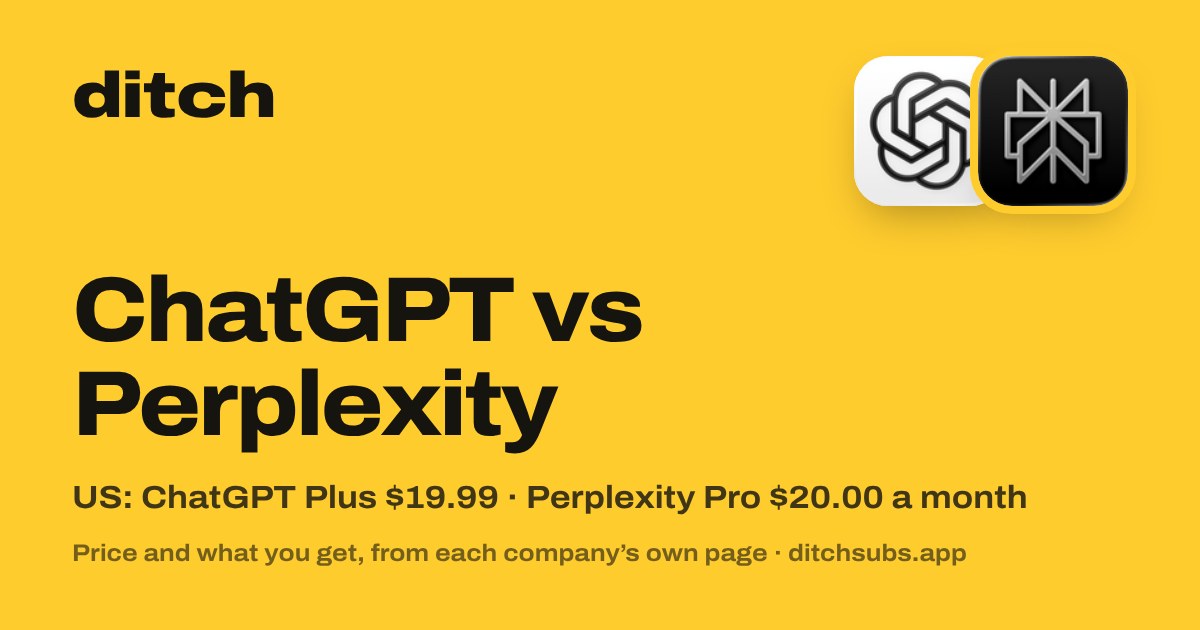 ditch
ChatGPT vs
Perplexity
US: ChatGPT Plus $19.99 · Perplexity Pro $20.00 a month
Price and what you get, from each company’s own page · ditchsubs.app